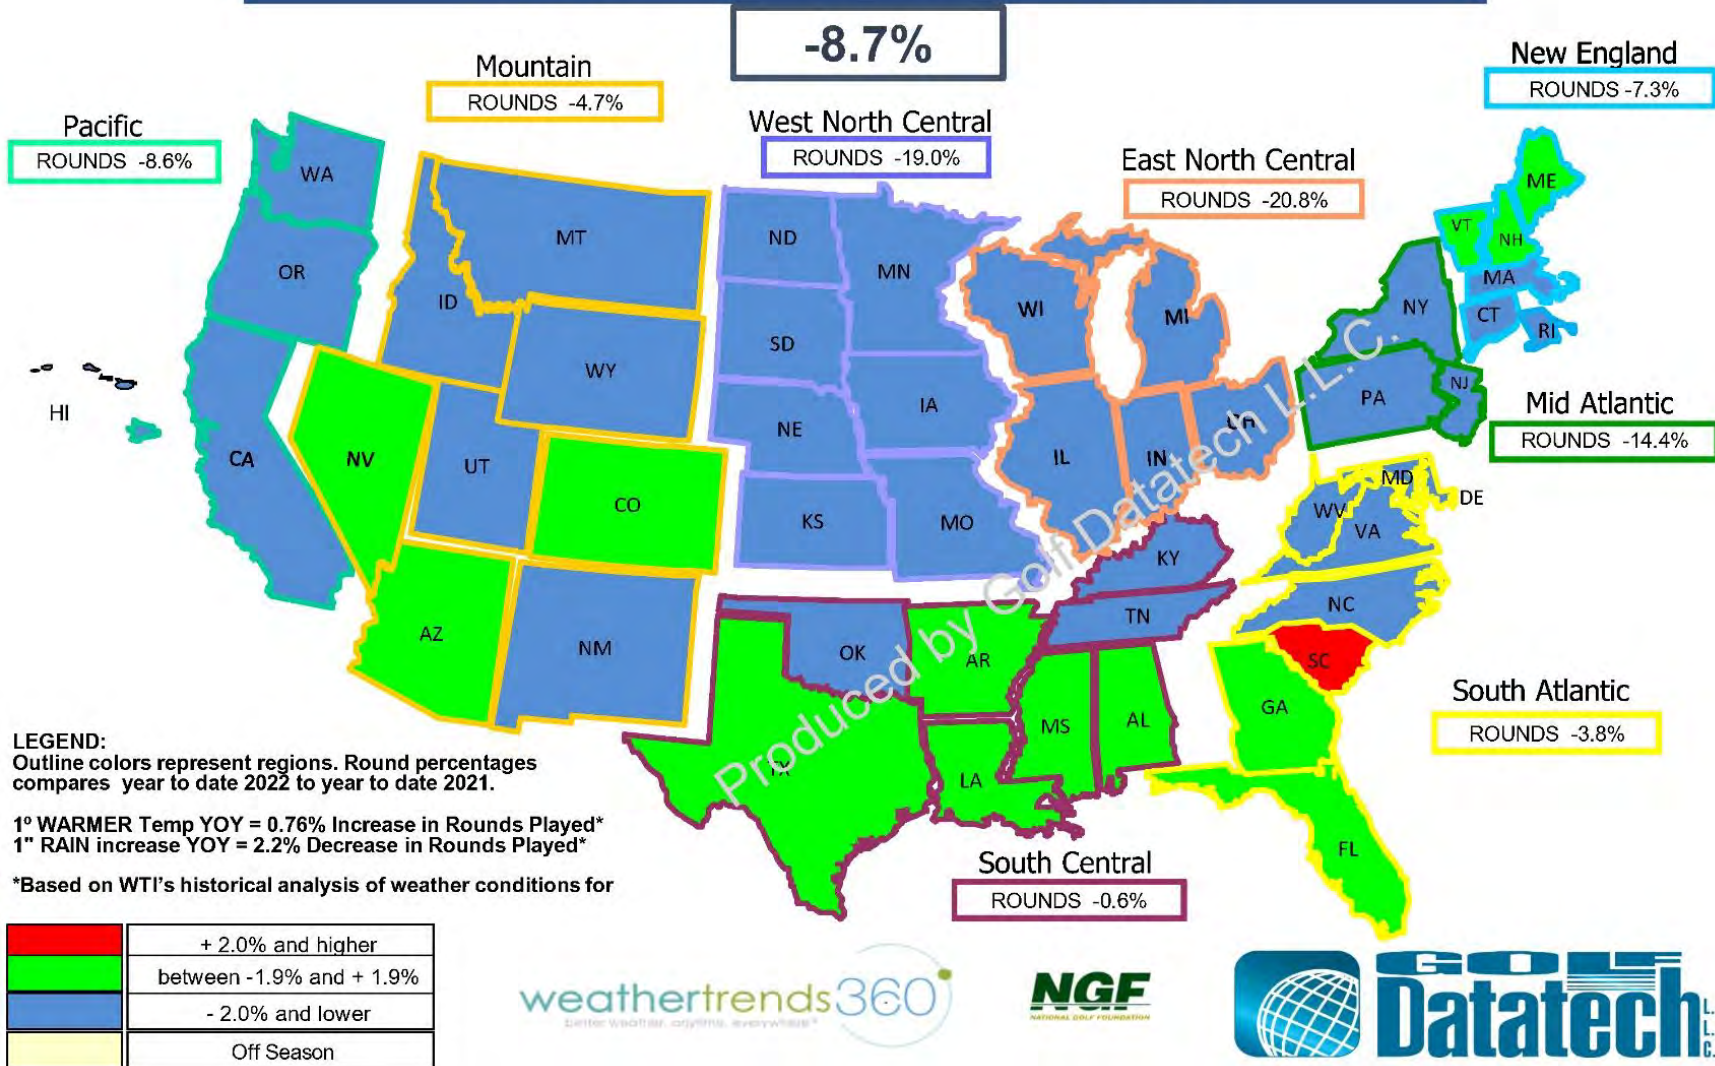 -8.7%
Mountain
ROUNDS -4.7%
New England
ROUNDS -7.3%
Pacific
ROUNDS -8.6%
West North Central
ROUNDS -19.0%
East North Central
ROUNDS -20.8%
WA
MT
ND
MN
ME
VT
NH
OR
ID
WI
MI
NY
MA
CT
RI
SD
WY
HI
CA
NV
UT
NE
IA
IL
IN
OH
PA
NJ
Mid Atlantic
ROUNDS -14.4%
CO
KS
MO
KY
WV
VA
MD
DE
AZ
NM
OK
AR
TN
NC
SC
TX
LA
MS
AL
GA
FL
South Atlantic
ROUNDS -3.8%
Produced by Golf Datatech L.L.C.
South Central
ROUNDS -0.6%
LEGEND:
Outline colors represent regions. Round percentages
compares year to date 2022 to year to date 2021.
1º WARMER Temp YOY = 0.76% Increase in Rounds Played*
1" RAIN increase YOY = 2.2% Decrease in Rounds Played*
*Based on WTI's historical analysis of weather conditions for
+ 2.0% and higher
between -1.9% and + 1.9%
- 2.0% and lower
Off Season
weathertrends360
better weather. anytime. everywhere.®
NGF
NATIONAL GOLF FOUNDATION
GOLF
Datatech L.L.C.